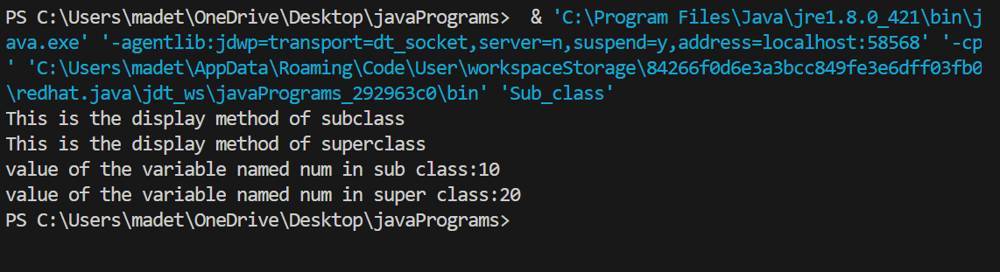 PS C:\Users\madet\OneDrive\Desktop\javaPrograms>  & 'C:\Program Files\Java\jre1.8.0_421\bin\j
ava.exe' '-agentlib:jdwp=transport=dt_socket,server=n,suspend=y,address=localhost:58568' '-cp
' 'C:\Users\madet\AppData\Roaming\Code\User\workspaceStorage\84266f0d6e3a3bcc849fe3e6dff03fb0
\redhat.java\jdt_ws\javaPrograms_292963c0\bin' 'Sub_class'
This is the display method of subclass
This is the display method of superclass
value of the variable named num in sub class:10
value of the variable named num in super class:20
PS C:\Users\madet\OneDrive\Desktop\javaPrograms>